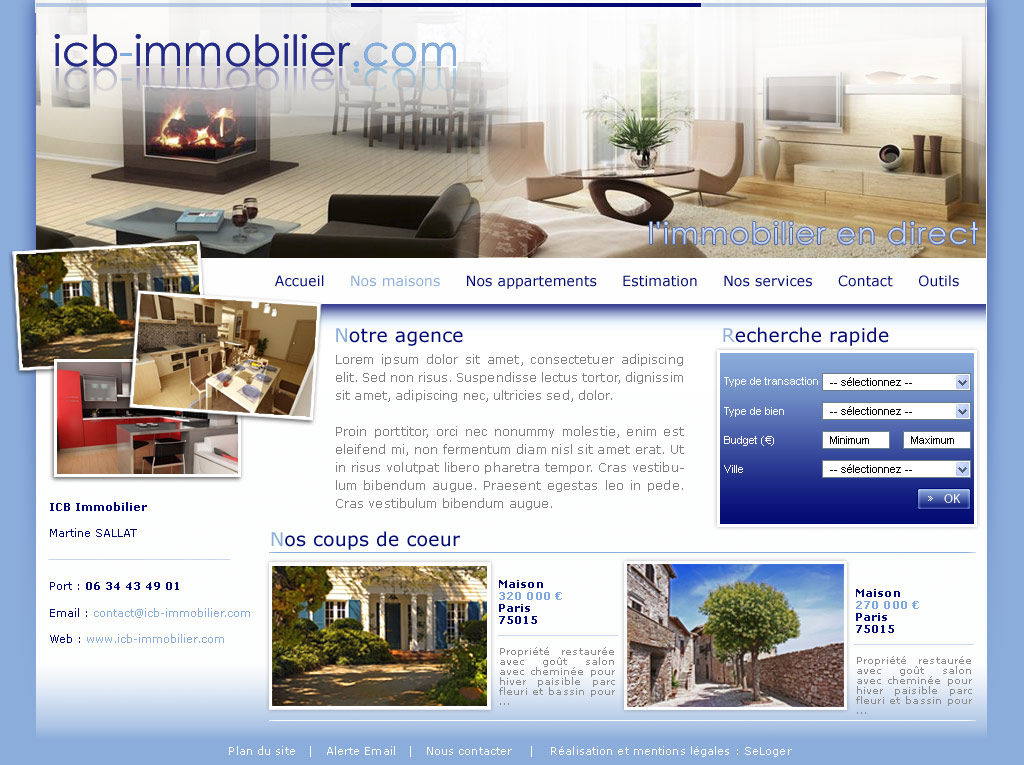 icb-immobilier.com
l'immobilier en direct
Accueil Nos maisons Nos appartements Estimation Nos services Contact Outils
Notre agence
Lorem ipsum dolor sit amet, consectetuer adipiscing
elit. Sed non risus. Suspendisse lectus tortor, dignissim
sit amet, adipiscing nec, ultricies sed, dolor.
Proin porttitor, orci nec nonummy molestie, enim est
eleifend mi, non fermentum diam nisl sit amet erat. Ut
in risus volutpat libero pharetra tempor. Cras vestibu-
lum bibendum augue. Praesent egestas leo in pede.
Cras vestibulum bibendum augue.
Recherche rapide
Type de transaction -- sélectionnez --
Type de bien -- sélectionnez --
Budget (€) Minimum Maximum
Ville -- sélectionnez --
» OK
ICB Immobilier
Martine SALLAT
Port : 06 34 43 49 01
Email : contact@icb-immobilier.com
Web : www.icb-immobilier.com
Nos coups de coeur
Maison
320 000 €
Paris
75015
Propriété restaurée
avec goût salon
avec cheminée pour
hiver paisible parc
fleuri et bassin pour
...
Maison
270 000 €
Paris
75015
Propriété restaurée
avec goût salon
avec cheminée pour
hiver paisible parc
fleuri et bassin pour
...
Plan du site | Alerte Email | Nous contacter | Réalisation et mentions légales : SeLoger